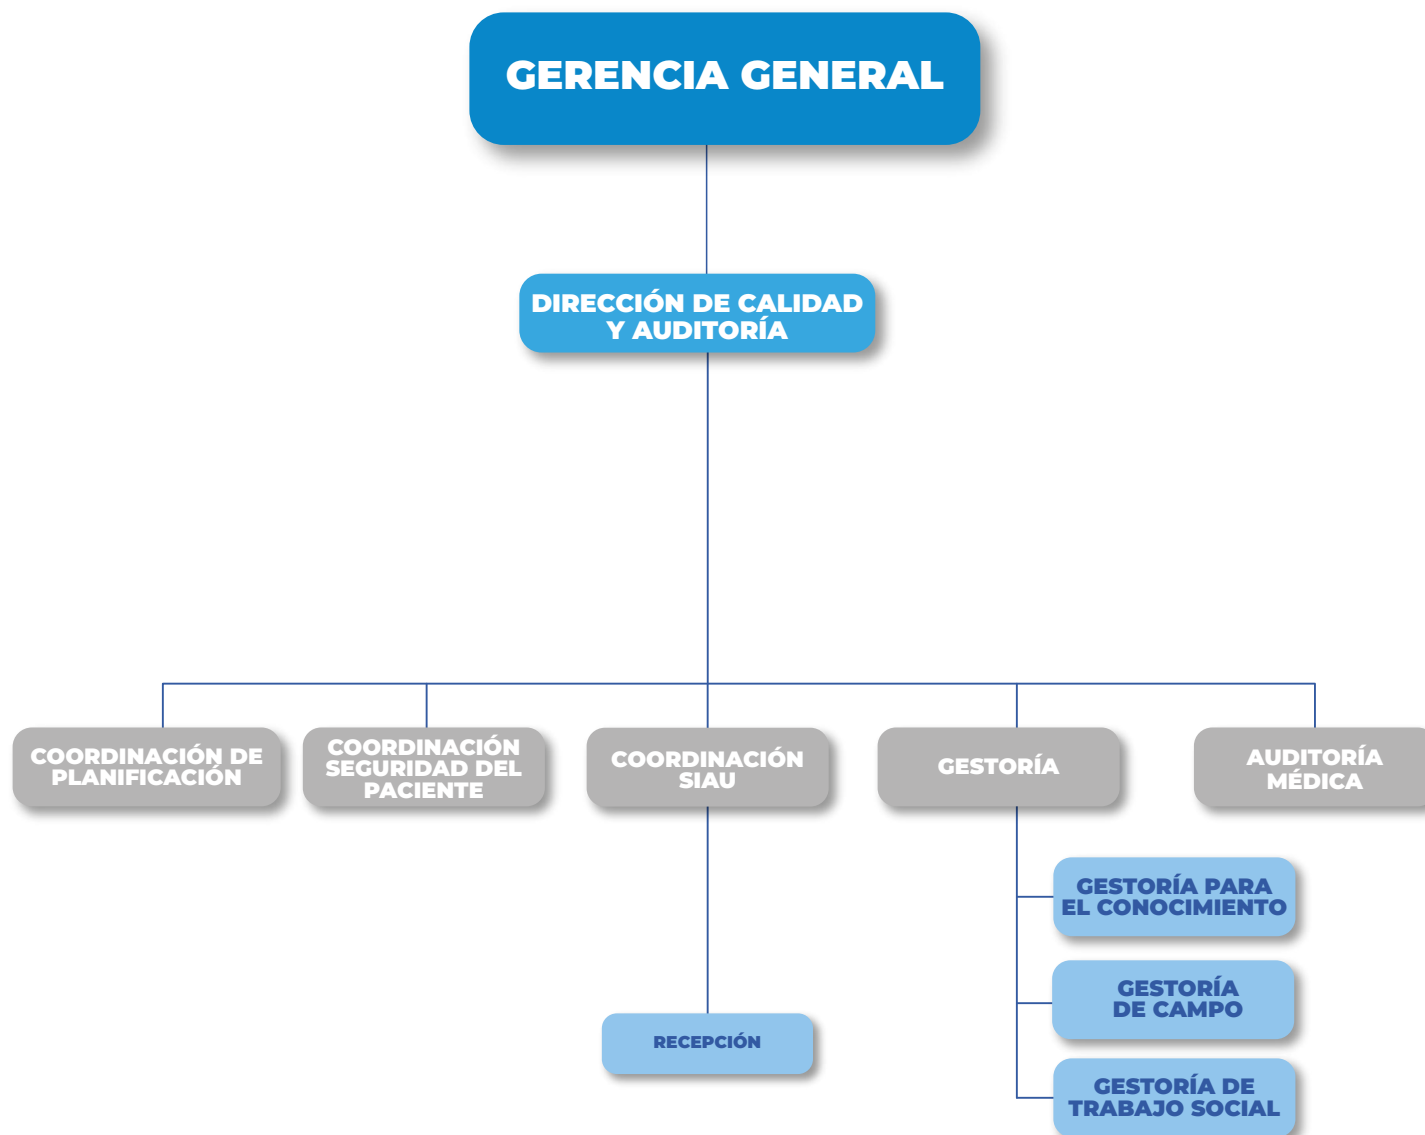 GERENCIA GENERAL
DIRECCIÓN DE CALIDAD
Y AUDITORÍA
COORDINACIÓN DE
PLANIFICACIÓN
COORDINACIÓN
SEGURIDAD DEL
PACIENTE
COORDINACIÓN
SIAU
GESTORÍA
AUDITORÍA
MÉDICA
GESTORÍA PARA
EL CONOCIMIENTO
GESTORÍA
DE CAMPO
RECEPCIÓN
GESTORÍA DE
TRABAJO SOCIAL